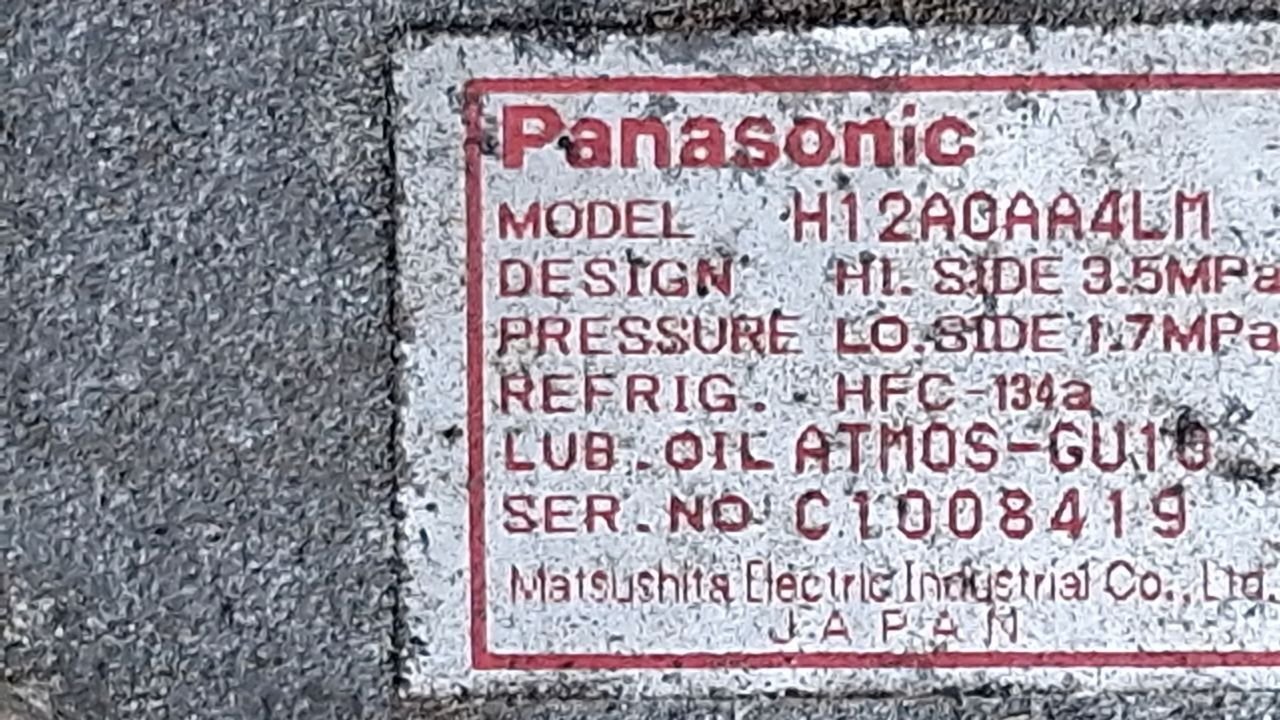 Panasonic
MODEL H12A0AA4LM
DESIGN HI. SIDE 3.5MPa
PRESSURE LO.SIDE 1.7MPa
REFRIG. HFC-134a
LUB.OIL ATMOS-GU10
SER.NO C1008419
Matsushita Electric Industrial Co., Ltd.
JAPAN